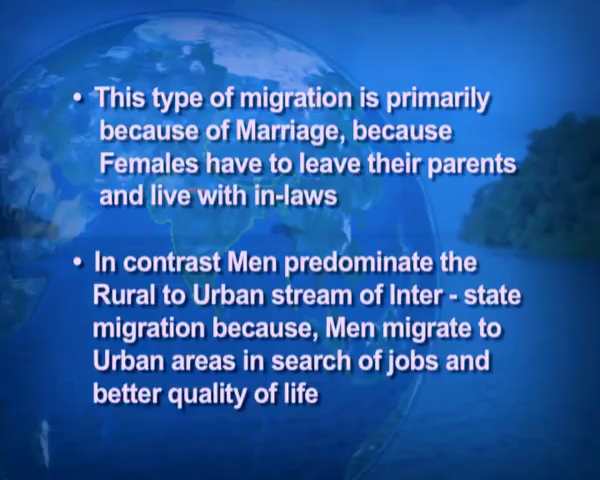 • This type of migration is primarily
because of Marriage, because
Females have to leave their parents
and live with in-laws
• In contrast Men predominate the
Rural to Urban stream of Inter - state
migration because, Men migrate to
Urban areas in search of jobs and
better quality of life